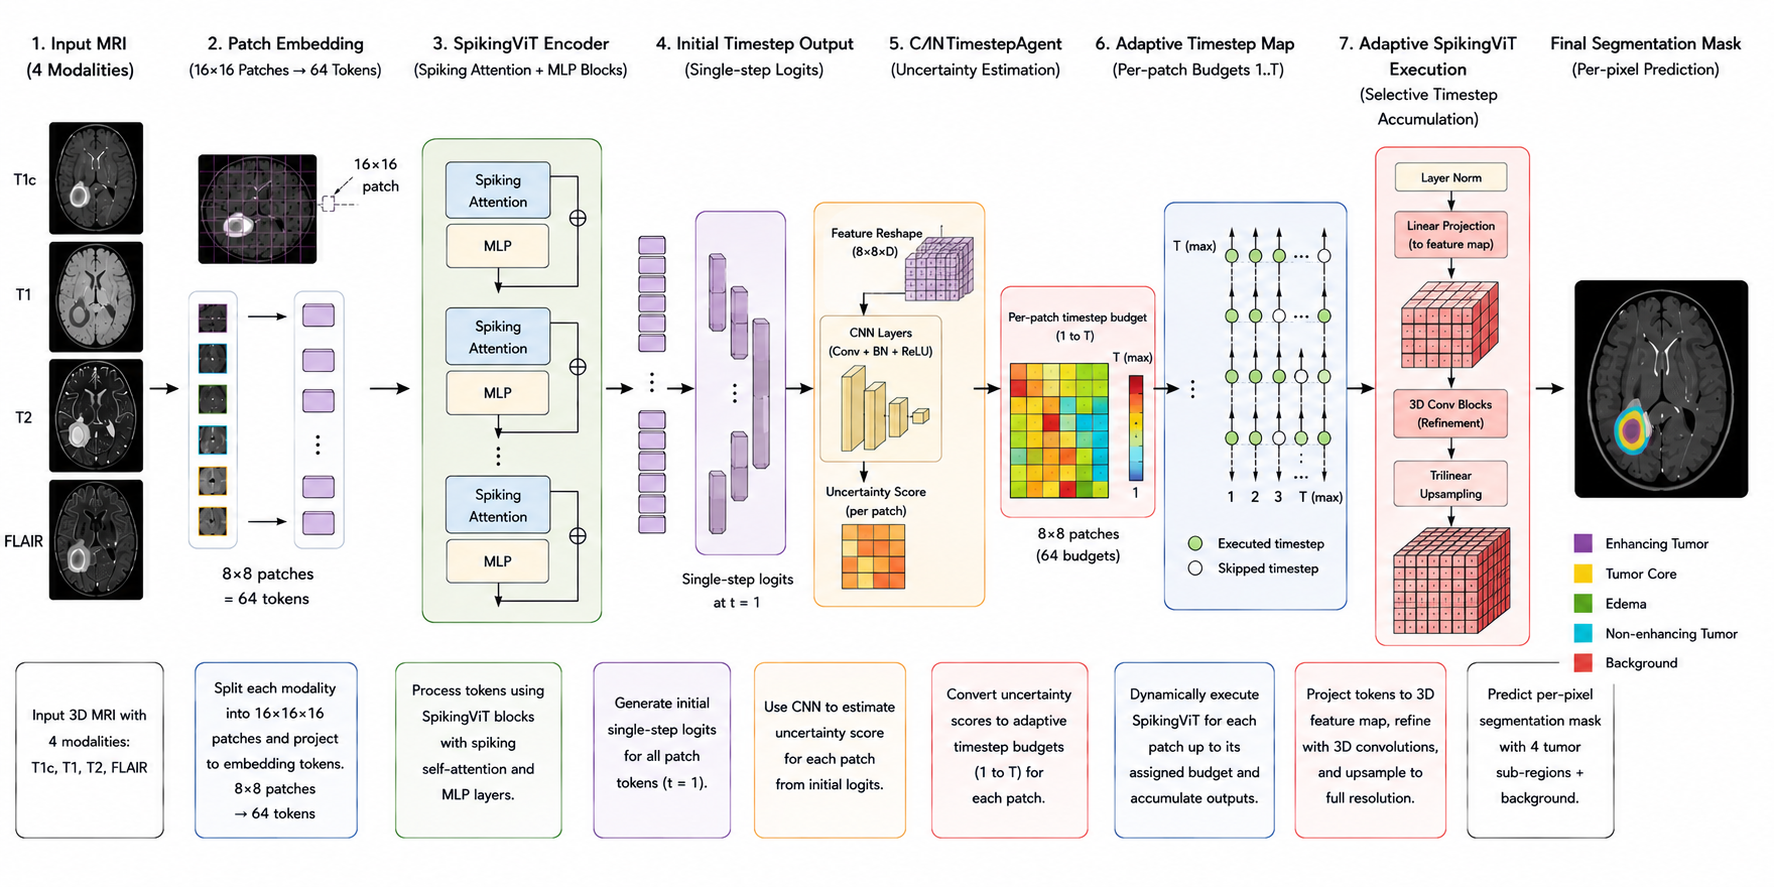 1. Input MRI
(4 Modalities)
2. Patch Embedding
(16×16 Patches → 64 Tokens)
3. SpikingViT Encoder
(Spiking Attention + MLP Blocks)
4. Initial Timestep Output
(Single-step Logits)
5. C/IN TimestepAgent
(Uncertainty Estimation)
6. Adaptive Timestep Map
(Per-patch Budgets 1..T)
7. Adaptive SpikingViT
Execution
(Selective Timestep
Accumulation)
Final Segmentation Mask
(Per-pixel Prediction)
T1c
T1
T2
FLAIR
16×16
patch
8×8 patches
= 64 tokens
Spiking
Attention
MLP
Spiking
Attention
MLP
Spiking
Attention
MLP
Single-step logits
at t = 1
Feature Reshape
(8×8×D)
CNN Layers
(Conv + BN + ReLU)
Uncertainty Score
(per patch)
Per-patch timestep budget
(1 to T)
T (max)
1
8×8 patches
(64 budgets)
T (max)
1 2 3 T (max)
Executed timestep
Skipped timestep
Layer Norm
Linear Projection
(to feature map)
3D Conv Blocks
(Refinement)
Trilinear
Upsampling
Enhancing Tumor
Tumor Core
Edema
Non-enhancing Tumor
Background
Input 3D MRI with
4 modalities:
T1c, T1, T2, FLAIR
Split each modality
into 16×16×16
patches and project
to embedding tokens.
8×8 patches
→ 64 tokens
Process tokens using
SpikingViT blocks
with spiking
self-attention and
MLP layers.
Generate initial
single-step logits
for all patch
tokens (t = 1).
Use CNN to estimate
uncertainty score
for each patch
from initial logits.
Convert uncertainty
scores to adaptive
timestep budgets
(1 to T) for
each patch.
Dynamically execute
SpikingViT for each
patch up to its
assigned budget and
accumulate outputs.
Project tokens to 3D
feature map, refine
with 3D convolutions,
and upsample to
full resolution.
Predict per-pixel
segmentation mask
with 4 tumor
sub-regions +
background.